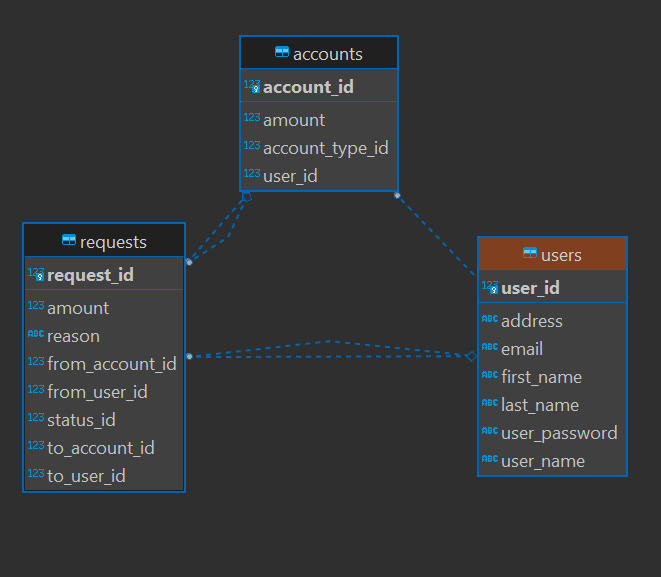 accounts
123 account_id
123 amount
123 account_type_id
123 user_id
requests
123 request_id
123 amount
ABC reason
123 from_account_id
123 from_user_id
123 status_id
123 to_account_id
123 to_user_id
users
123 user_id
ABC address
ABC email
ABC first_name
ABC last_name
ABC user_password
ABC user_name